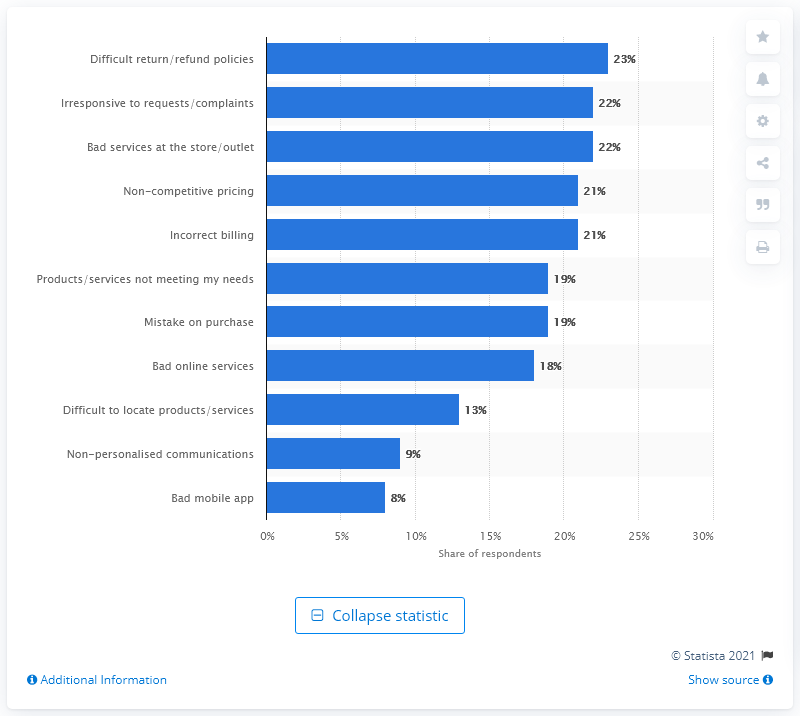 Difficult return/refund policies 23%
Irresponsive to requests/complaints 22%
Bad services at the store/outlet 22%
Non-competitive pricing 21%
Incorrect billing 21%
Products/services not meeting my needs 19%
Mistake on purchase 19%
Bad online services 18%
Difficult to locate products/services 13%
Non-personalised communications 9%
Bad mobile app 8%
0% 5% 10% 15% 20% 25% 30%
Share of respondents
Collapse statistic
© Statista 2021
Additional Information Show source